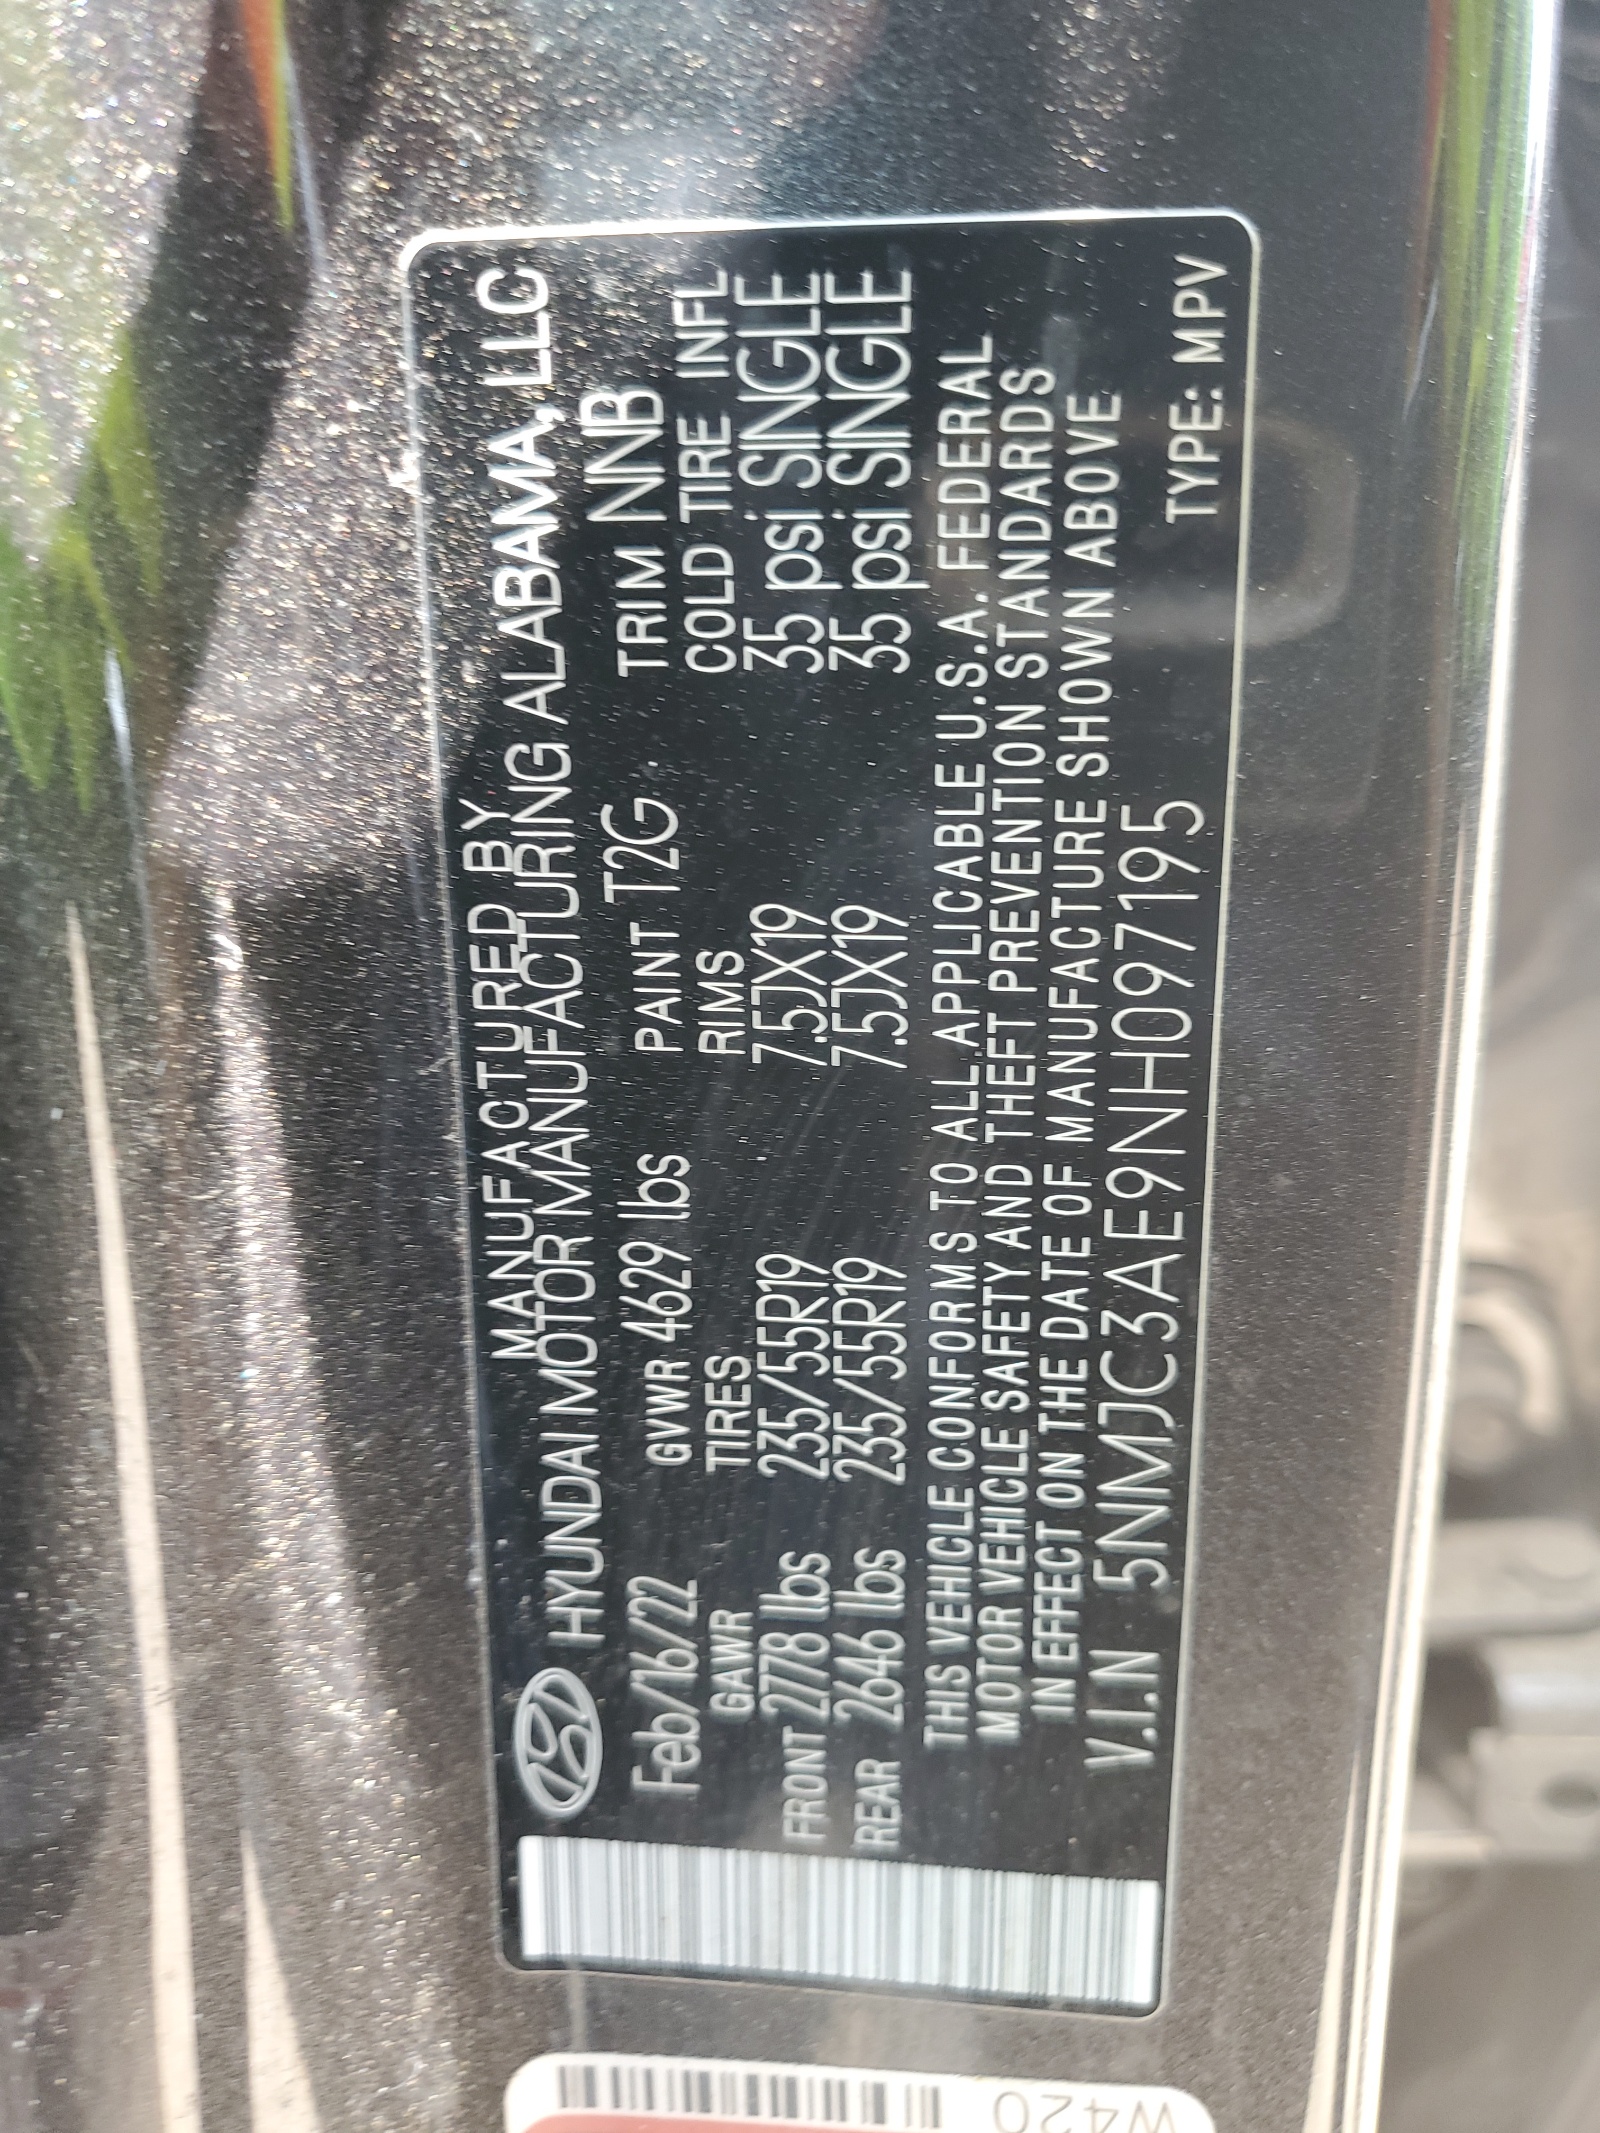 MANUFACTURED BY
HYUNDAI MOTOR MANUFACTURING ALABAMA, LLC
Feb/16/22 GVWR 4629 lbs PAINT T2G TRIM NNB
GAWR TIRES RIMS COLD TIRE INFL
FRONT 2778 lbs 235/55R19 7.5JX19 35 psi SINGLE
REAR 2646 lbs 235/55R19 7.5JX19 35 psi SINGLE
THIS VEHICLE CONFORMS TO ALL APPLICABLE U.S.A. FEDERAL
MOTOR VEHICLE SAFETY AND THEFT PREVENTION STANDARDS
IN EFFECT ON THE DATE OF MANUFACTURE SHOWN ABOVE
V.I.N 5NMJC3AE9NH097195 TYPE: MPV
W420